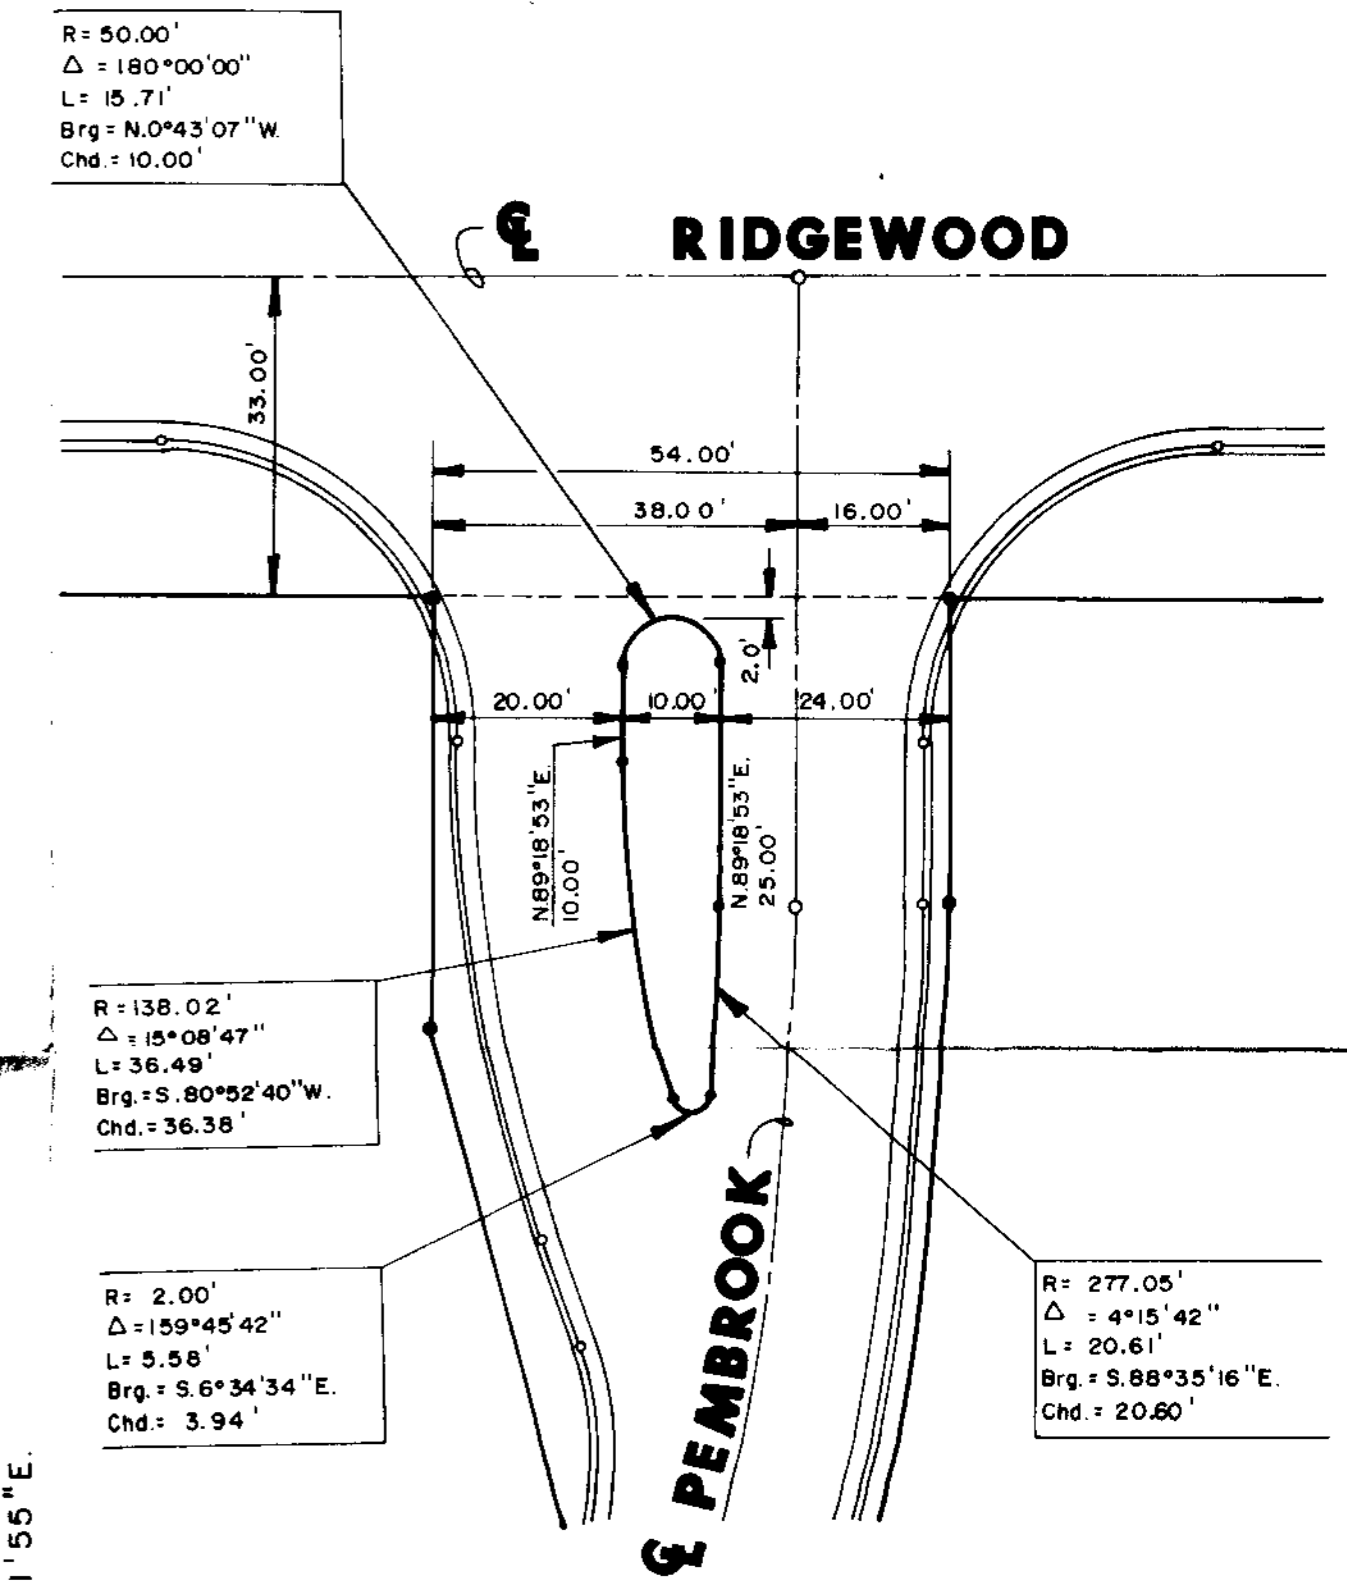 R= 50.00'
Δ = 180°00'00"
L= 15.71'
Brg = N.0°43'07"W.
Chd.= 10.00'
℄ RIDGEWOOD
33.00'
54.00'
38.00'
16.00'
2.0'
20.00'
10.00'
24.00'
N.89°18'53"E.
10.00'
N.89°18'53"E.
25.00'
R=138.02'
Δ = 15°08'47"
L= 36.49'
Brg.=S.80°52'40"W.
Chd.=36.38'
R= 2.00'
Δ=159°45'42"
L= 5.58'
Brg.= S.6°34'34"E.
Chd.= 3.94'
R= 277.05'
Δ = 4°15'42"
L= 20.61'
Brg.= S.88°35'16"E.
Chd.= 20.60'
℄ PEMBROOK
'55"E.